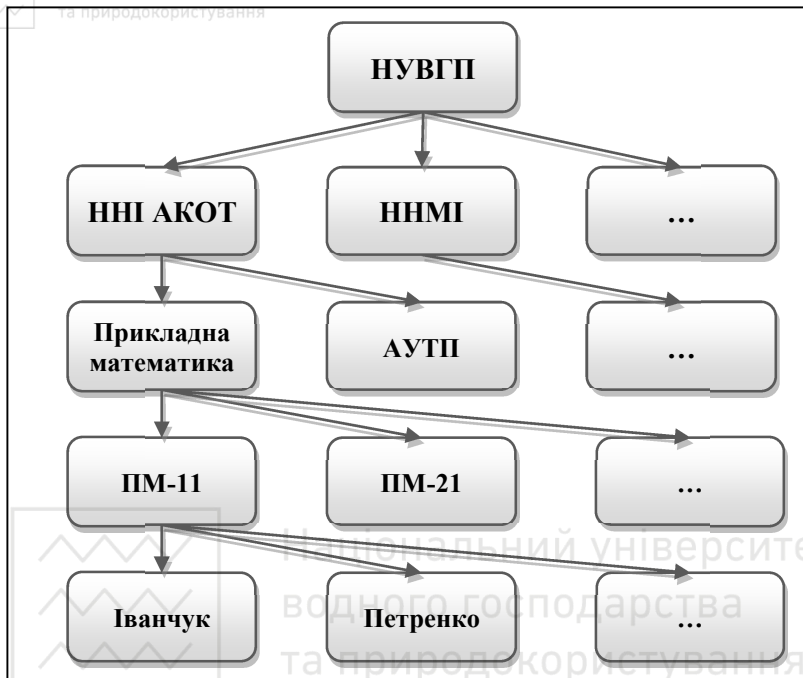 та природокористування
НУВГП
ННІ АКОТ
ННМІ
...
Прикладна
математика
АУТП
...
ПМ-11
ПМ-21
...
Національний університе
водного господарства
та природокористування
Іванчук
Петренко
...